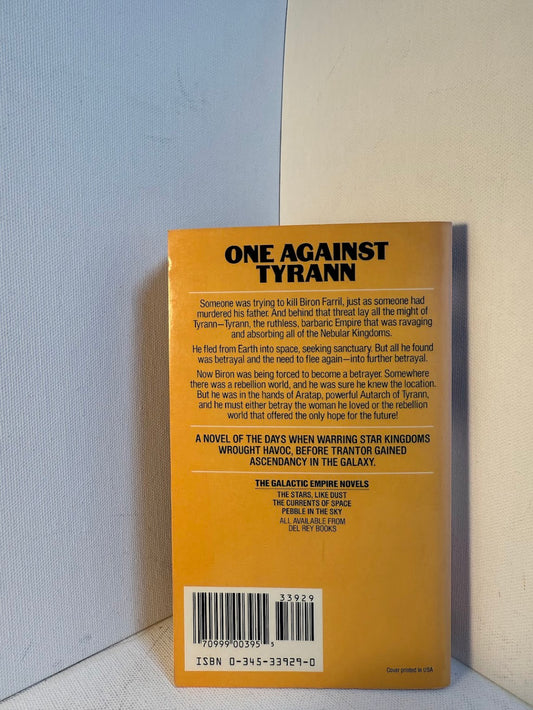 ONE AGAINST
TYRANN
Someone was trying to kill Biron Farril, just as someone had
murdered his father. And behind that threat lay all the might of
Tyrann—Tyrann, the ruthless, barbaric Empire that was ravaging
and absorbing all of the Nebular Kingdoms.
He fled from Earth into space, seeking sanctuary. But all he found
was betrayal and the need to flee again—into further betrayal.
Now Biron was being forced to become a betrayer. Somewhere
there was a rebellion world, and he was sure he knew the location.
But he was in the hands of Aratap, powerful Autarch of Tyrann,
and he must either betray the woman he loved or the rebellion
world that offered the only hope for the future!
A NOVEL OF THE DAYS WHEN WARRING STAR KINGDOMS
WROUGHT HAVOC, BEFORE TRANTOR GAINED
ASCENDANCY IN THE GALAXY.
THE GALACTIC EMPIRE NOVELS
THE STARS, LIKE DUST
THE CURRENTS OF SPACE
PEBBLE IN THE SKY
ALL AVAILABLE FROM
DEL REY BOOKS
33929
70999 00395 3
ISBN 0-345-33929-0
Cover printed in USA